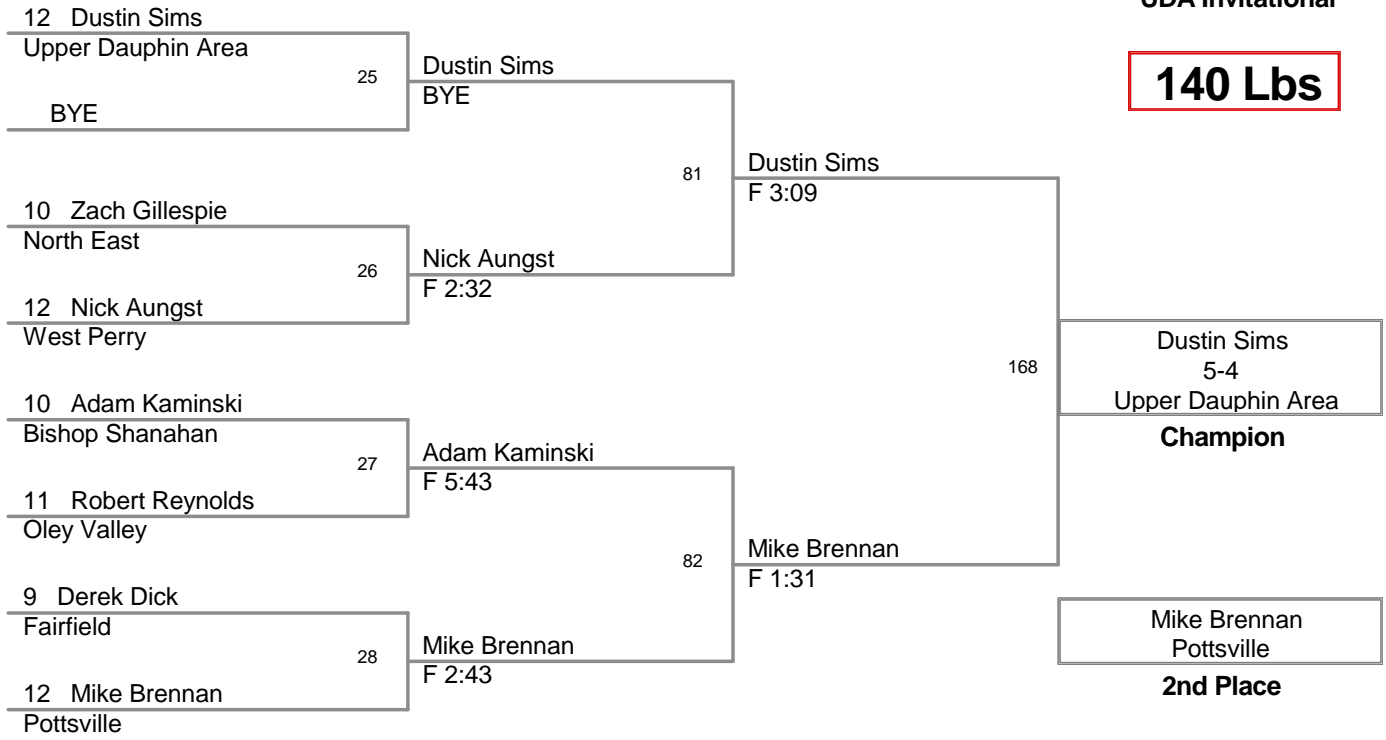 UDA Invitational
140 Lbs
12 Dustin Sims
Upper Dauphin Area
25
BYE
Dustin Sims
BYE
10 Zach Gillespie
North East
26
12 Nick Aungst
West Perry
Nick Aungst
F 2:32
81
Dustin Sims
F 3:09
10 Adam Kaminski
Bishop Shanahan
27
11 Robert Reynolds
Oley Valley
Adam Kaminski
F 5:43
9 Derek Dick
Fairfield
28
12 Mike Brennan
Pottsville
Mike Brennan
F 2:43
82
Mike Brennan
F 1:31
168
Dustin Sims
5-4
Upper Dauphin Area
Champion
Mike Brennan
Pottsville
2nd Place